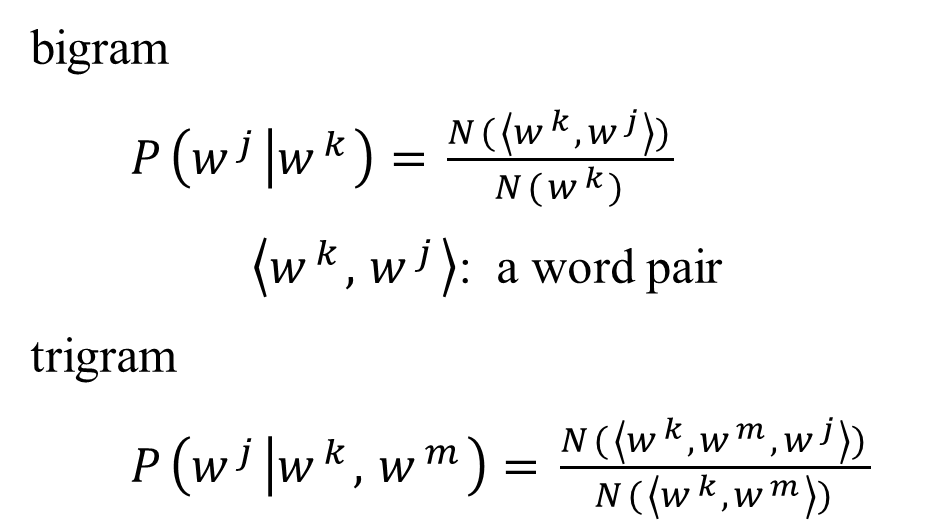 bigram
P(w^j|w^k) = N(⟨w^k,w^j⟩)/N(w^k)
⟨w^k, w^j⟩: a word pair
trigram
P(w^j|w^k, w^m) = N(⟨w^k,w^m,w^j⟩)/N(⟨w^k,w^m⟩)